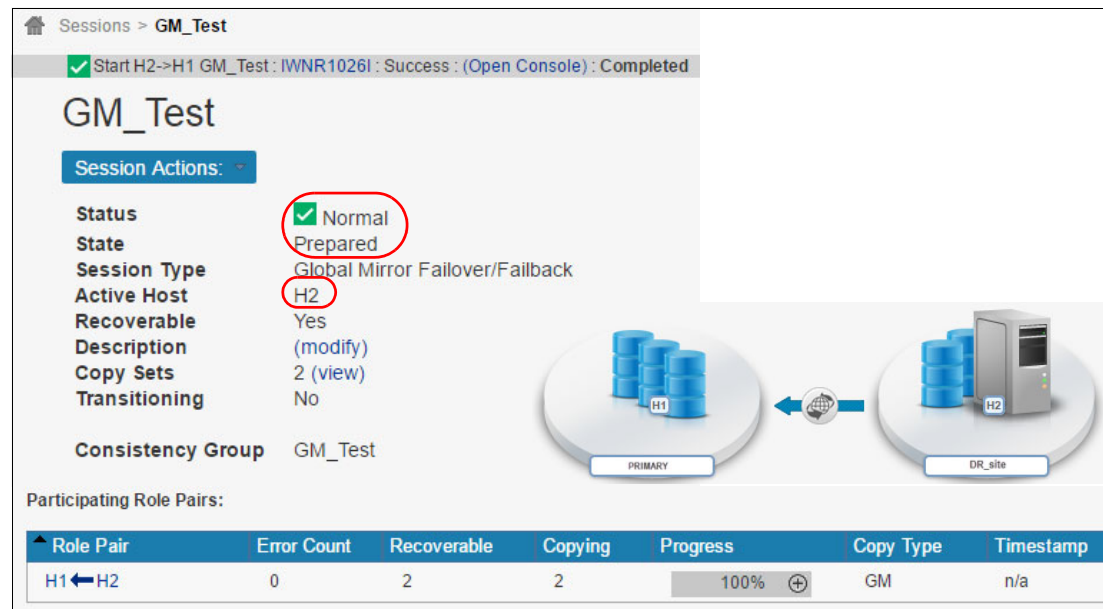 Sessions > GM_Test
Start H2->H1 GM_Test : IWNR1026I : Success : (Open Console) : Completed
GM_Test
Session Actions:
Status Normal
State Prepared
Session Type Global Mirror Failover/Failback
Active Host H2
Recoverable Yes
Description (modify)
Copy Sets 2 (view)
Transitioning No
Consistency Group GM_Test
H1
PRIMARY
H2
DR_site
Participating Role Pairs:
Role Pair Error Count Recoverable Copying Progress Copy Type Timestamp
H1 H2 0 2 2 100% GM n/a